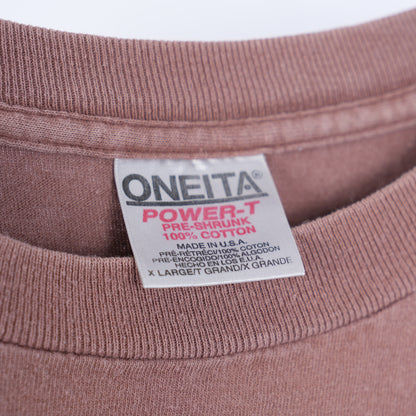 ONEITA®
POWER-T
PRE-SHRUNK
100% COTTON
MADE IN U.S.A.
PRÉ-RÉTRÉCI/100% COTON
PRE-ENCOGIDO/100% ALGODON
HECHO EN LOS E.U.A.
X LARGE/T GRAND/X GRANDE